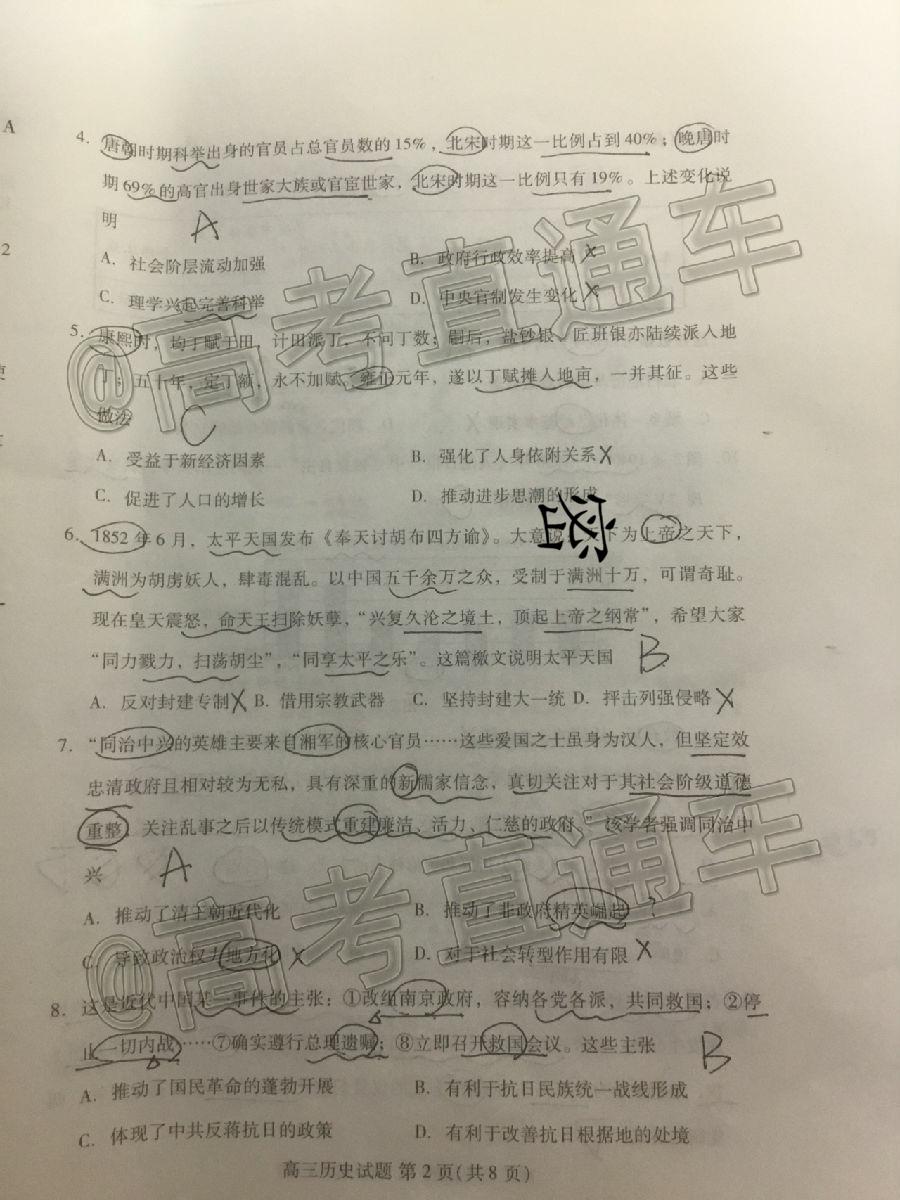 A
4. 唐朝时期科举出身的官员占总官员数的15%，北宋时期这一比例占到40%；晚唐时
期69%的高官出身世家大族或官宦世家，北宋时期这一比例只有19%。上述变化说
2
明 A
A. 社会阶层流动加强 B. 政府行政效率提高 X
C. 理学兴起完善科举 D. 中央官制发生变化 X
5. 康熙时，均丁赋于田，计田派丁，不问丁数；嗣后，盐钞银、匠班银亦陆续派入地
；五十年，定丁额，永不加赋，雍正元年，遂以丁赋摊入地亩，一并其征。这些
做法 C
A. 受益于新经济因素 B. 强化了人身依附关系 X
C. 促进了人口的增长 D. 推动进步思潮的形成
密
6. 1852年6月，太平天国发布《奉天讨胡布四方谕》。大意说：天下为上帝之天下，
满洲为胡虏妖人，肆毒混乱。以中国五千余万之众，受制于满洲十万，可谓奇耻。
现在皇天震怒，命天王扫除妖孽，“兴复久沦之境土，顶起上帝之纲常”，希望大家
“同力戮力，扫荡胡尘”，“同享太平之乐”。这篇檄文说明太平天国 B
A. 反对封建专制 X B. 借用宗教武器 C. 坚持封建大一统 D. 抨击列强侵略 X
7. “同治中兴的英雄主要来自湘军的核心官员……这些爱国之士虽身为汉人，但坚定效
忠清政府且相对较为无私，具有深重的新儒家信念，真切关注对于其社会阶级道德
重整，关注乱事之后以传统模式重建廉洁、活力、仁慈的政府。”该学者强调同治中
兴 A
A. 推动了清王朝近代化 B. 推动了非政府精英崛起 ?
C. 导致政治权力地方化 X D. 对于社会转型作用有限 X
8. 这是近代中国某一事件的主张：①改组南京政府，容纳各党各派，共同救国；②停
止一切内战……⑦确实遵行总理遗嘱；⑧立即召开救国会议。这些主张 B
A. 推动了国民革命的蓬勃开展 B. 有利于抗日民族统一战线形成
C. 体现了中共反蒋抗日的政策 D. 有利于改善抗日根据地的处境
高三历史试题 第2页(共8页)
@高考直通车
@高考直通车